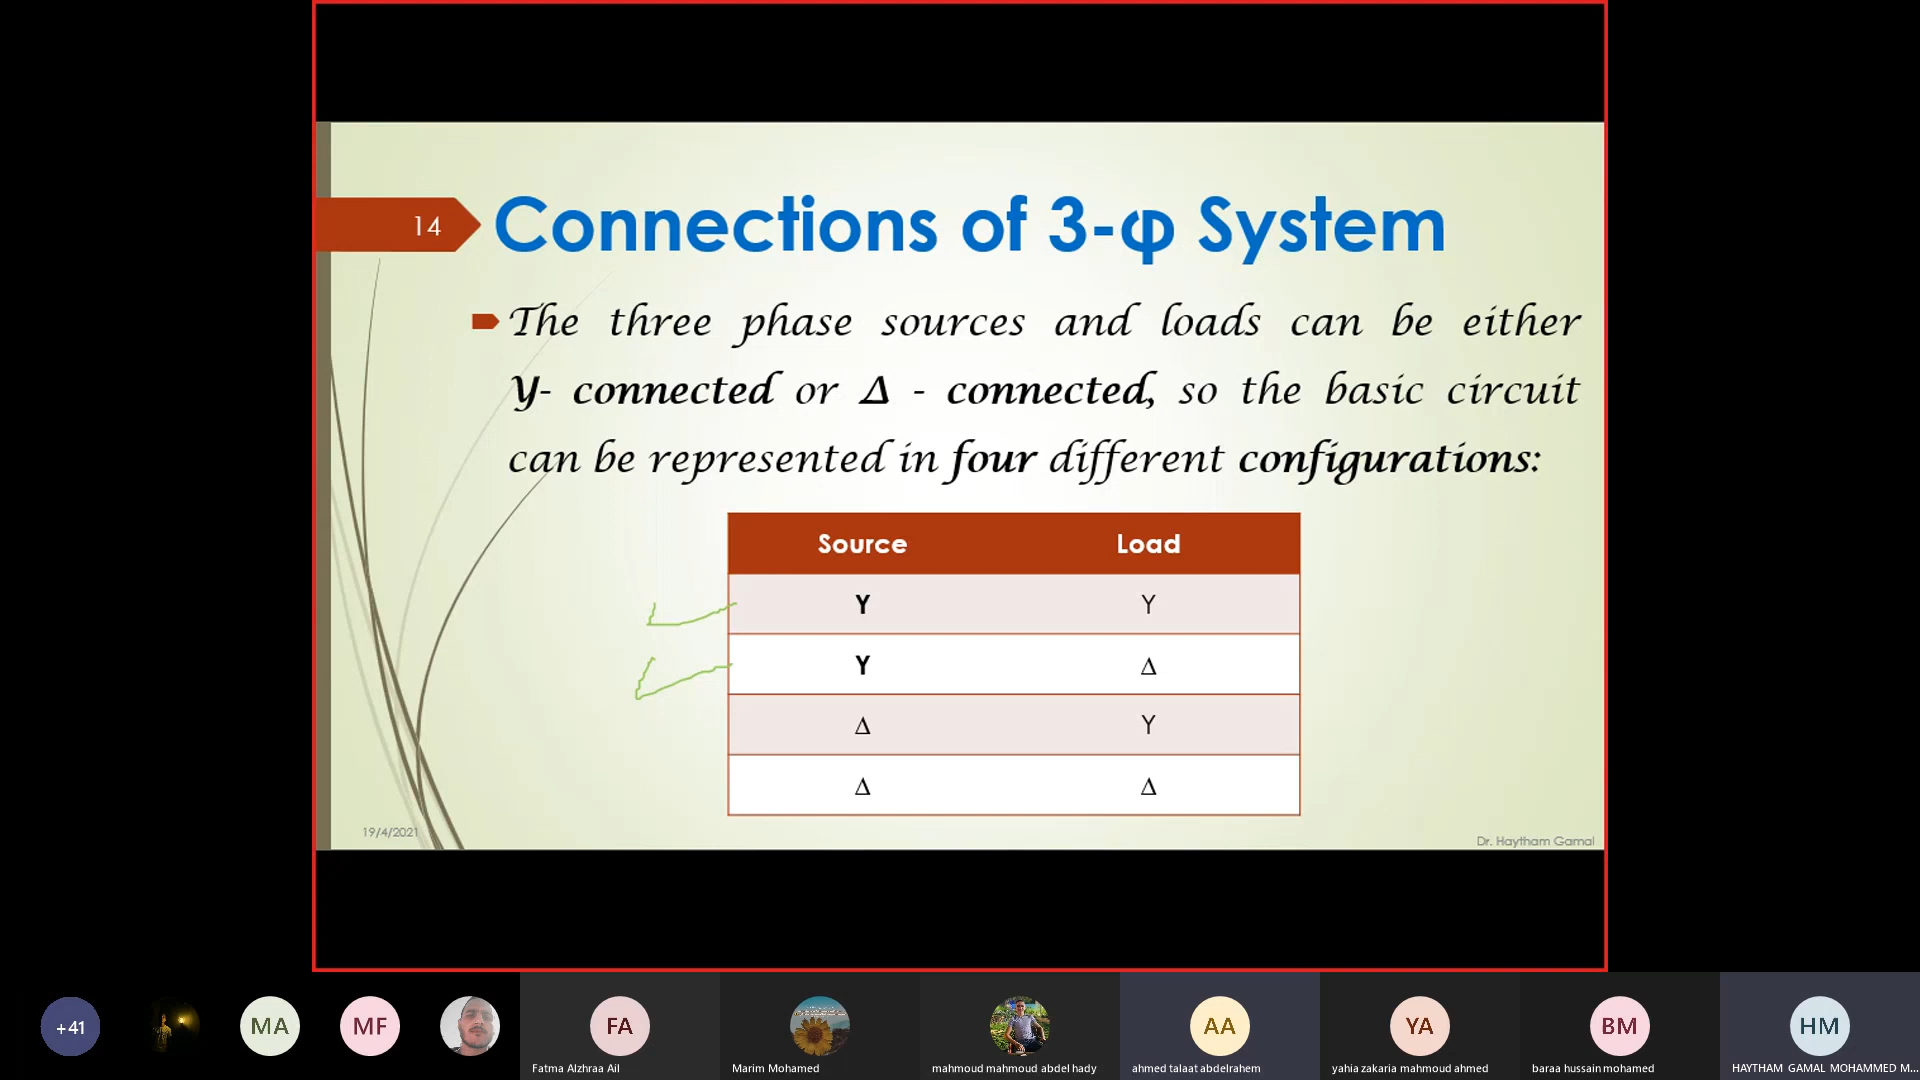 14
Connections of 3-φ System
The three phase sources and loads can be either
Y- connected or Δ - connected, so the basic circuit
can be represented in four different configurations:
Source Load
Y Y
Y Δ
Δ Y
Δ Δ
19/4/2021
Dr. Haytham Gamal
+41
MA
MF
FA
AA
YA
BM
HM
Fatma Alzhraa Ail
Marim Mohamed
mahmoud mahmoud abdel hady
ahmed talaat abdelrahem
yahia zakaria mahmoud ahmed
baraa hussain mohamed
HAYTHAM GAMAL MOHAMMED M...